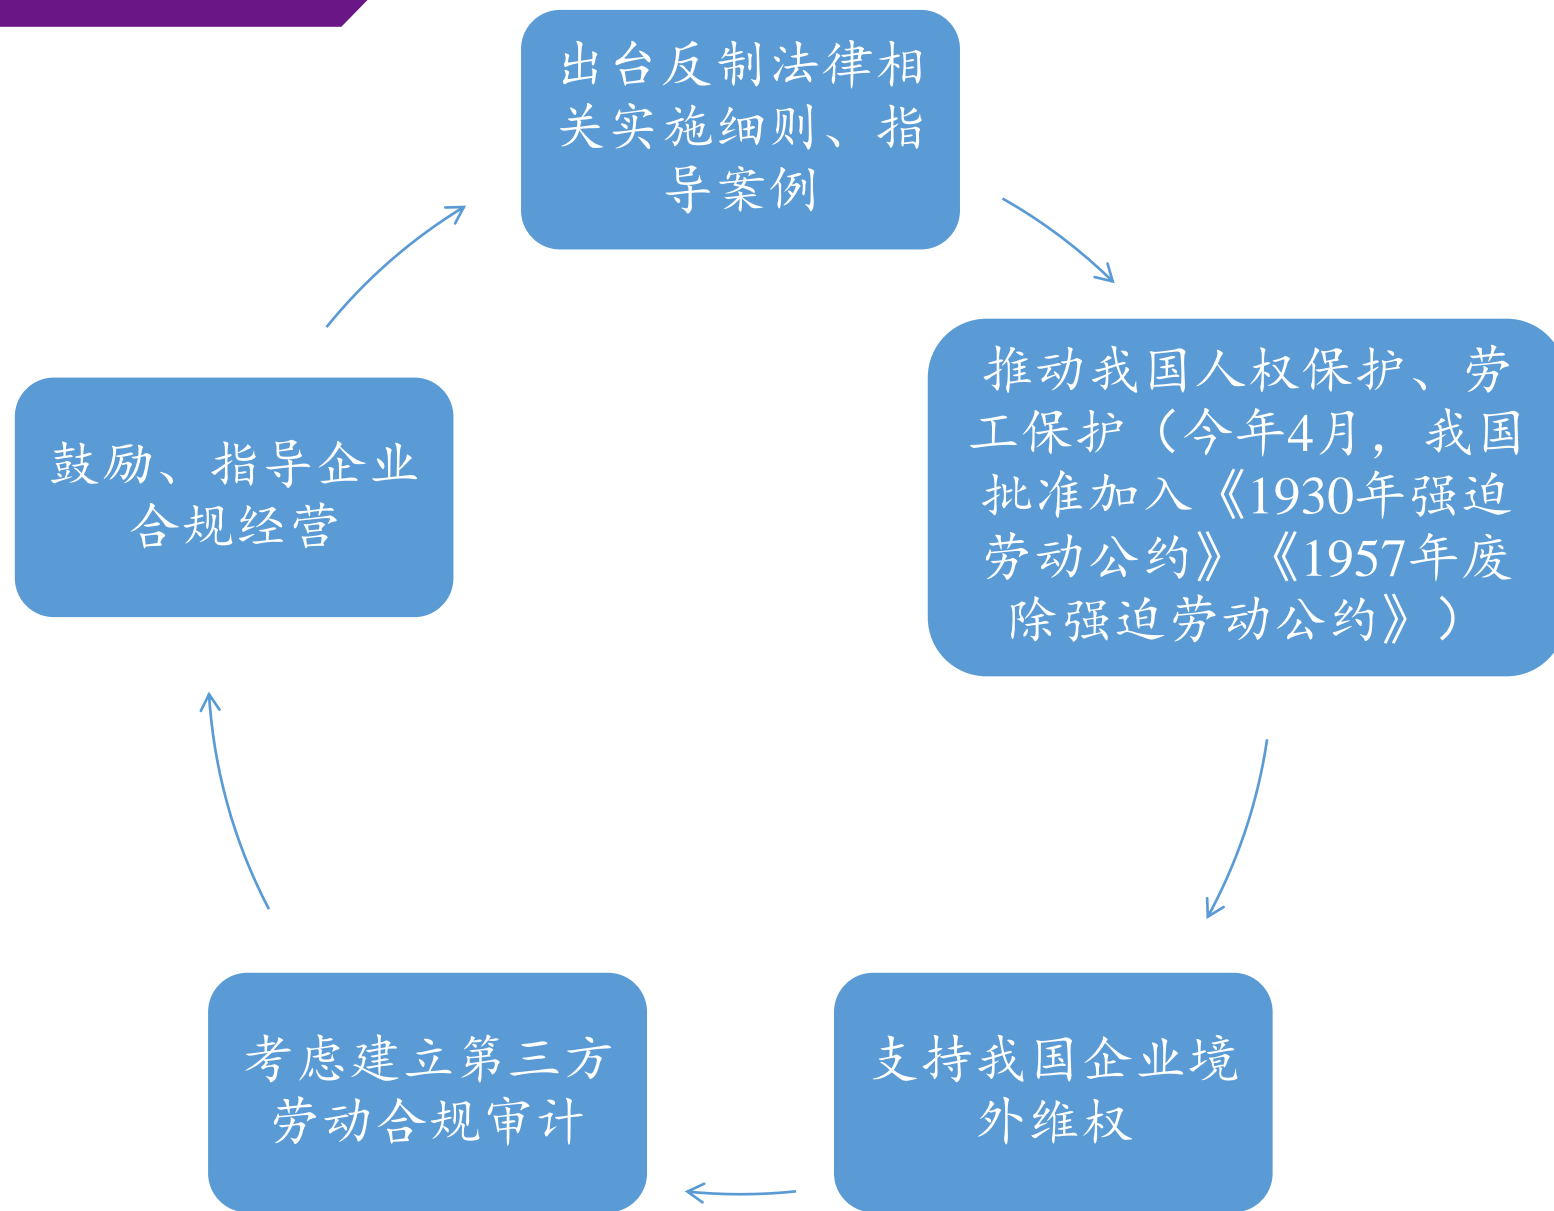 出台反制法律相
关实施细则、指
导案例
推动我国人权保护、劳
工保护（今年4月，我国
批准加入《1930年强迫
劳动公约》《1957年废
除强迫劳动公约》）
支持我国企业境
外维权
考虑建立第三方
劳动合规审计
鼓励、指导企业
合规经营